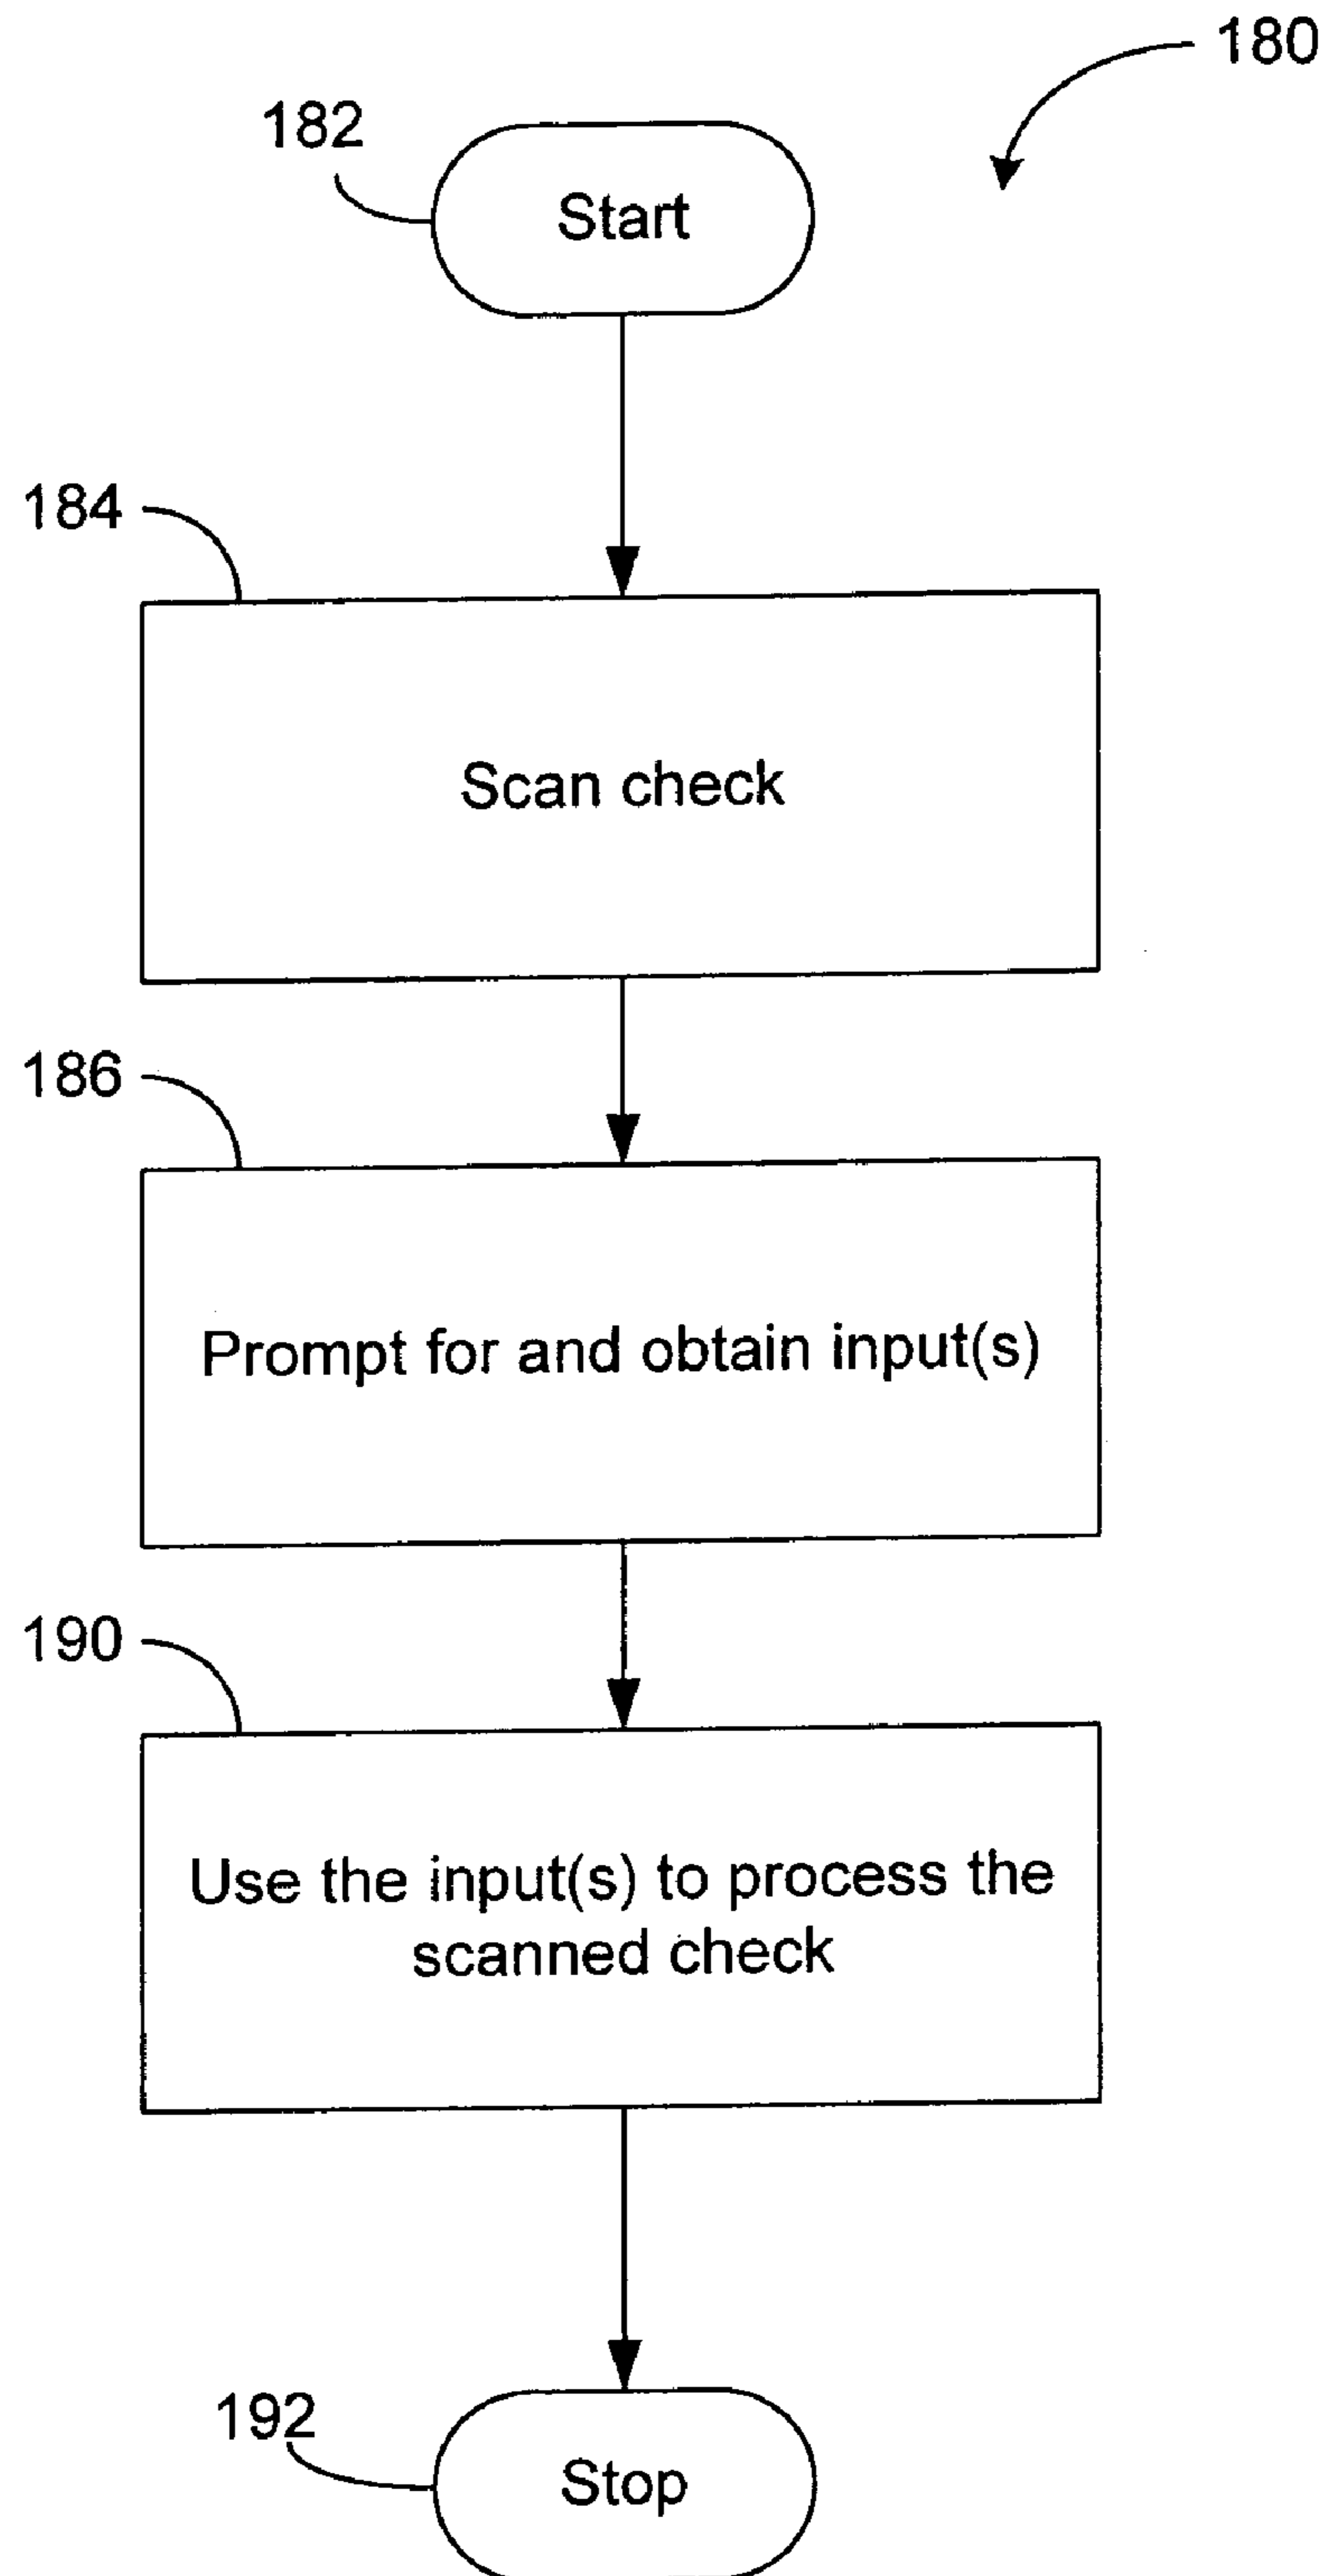 180
182
Start
184
Scan check
186
Prompt for and obtain input(s)
190
Use the input(s) to process the
scanned check
192
Stop